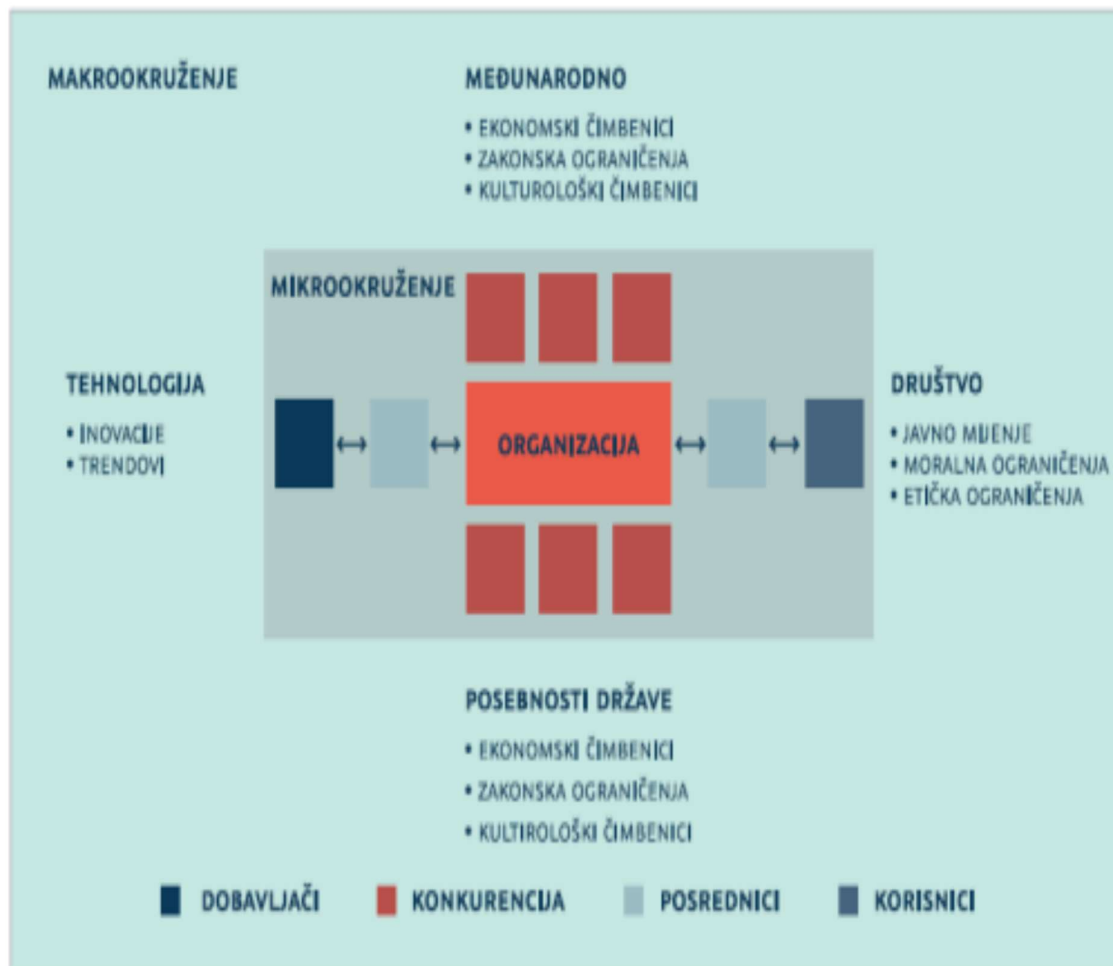 MAKROOKRUŽENJE
MEĐUNARODNO
• EKONOMSKI ČIMBENICI
• ZAKONSKA OGRANIČENJA
• KULTUROLOŠKI ČIMBENICI
MIKROOKRUŽENJE
TEHNOLOGIJA
• INOVACIJE
• TRENDOVI
ORGANIZACIJA
DRUŠTVO
• JAVNO MIJENJE
• MORALNA OGRANIČENJA
• ETIČKA OGRANIČENJA
POSEBNOSTI DRŽAVE
• EKONOMSKI ČIMBENICI
• ZAKONSKA OGRANIČENJA
• KULTIROLOŠKI ČIMBENICI
DOBAVLJAČI
KONKURENCIJA
POSREDNICI
KORISNICI